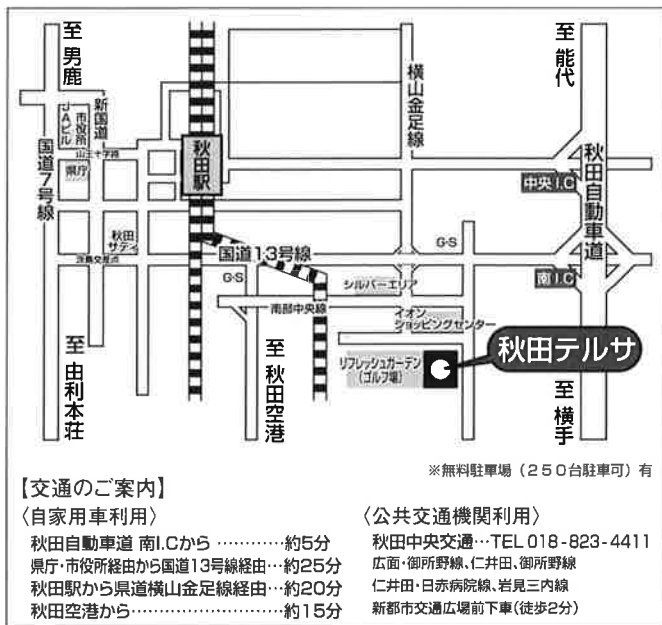 至 男鹿
至 能代
新国道
市役所
JAビル
山王十字路
県庁
国道7号線
秋田駅
横山金足線
秋田自動車道
中央I.C
秋田
サティ
国道13号線
G・S
G・S
南I.C
シルバーエリア
南部中央線
イオン
ショッピングセンター
秋田テルサ
リフレッシュガーデン
(ゴルフ場)
至 由利本荘
至 秋田空港
至 横手
※無料駐車場(250台駐車可)有
【交通のご案内】
〈自家用車利用〉
秋田自動車道 南I.Cから …………約5分
県庁・市役所経由から国道13号線経由…約25分
秋田駅から県道横山金足線経由…約20分
秋田空港から……………………約15分
〈公共交通機関利用〉
秋田中央交通…TEL 018-823-4411
広面・御所野線、仁井田、御所野線
仁井田・日赤病院線、岩見三内線
新都市交通広場前下車(徒歩2分)